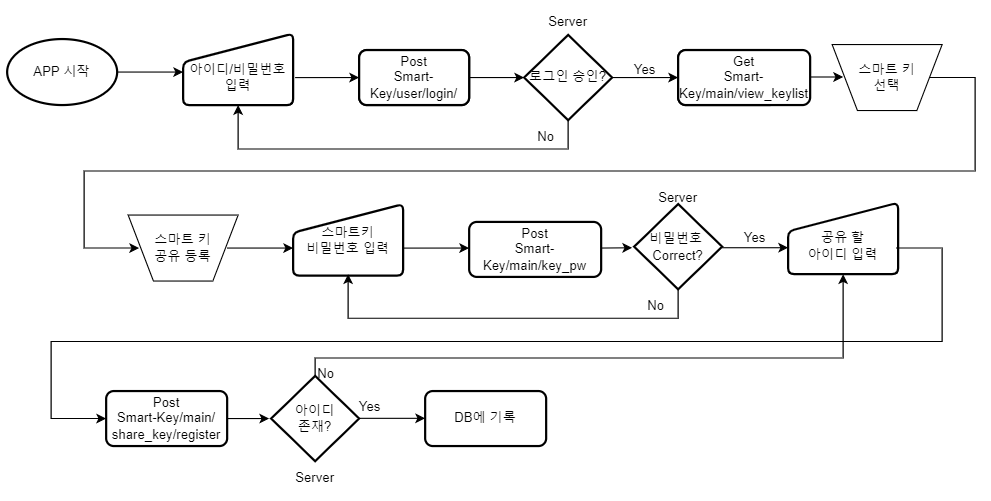 Server
APP 시작
아이디/비밀번호
입력
Post
Smart-
Key/user/login/
로그인 승인?
Yes
Get
Smart-
Key/main/view_keylist
스마트 키
선택
No
Server
스마트 키
공유 등록
스마트키
비밀번호 입력
Post
Smart-
Key/main/key_pw
비밀번호
Correct?
Yes
공유 할
아이디 입력
No
No
Post
Smart-Key/main/
share_key/register
아이디
존재?
Yes
DB에 기록
Server